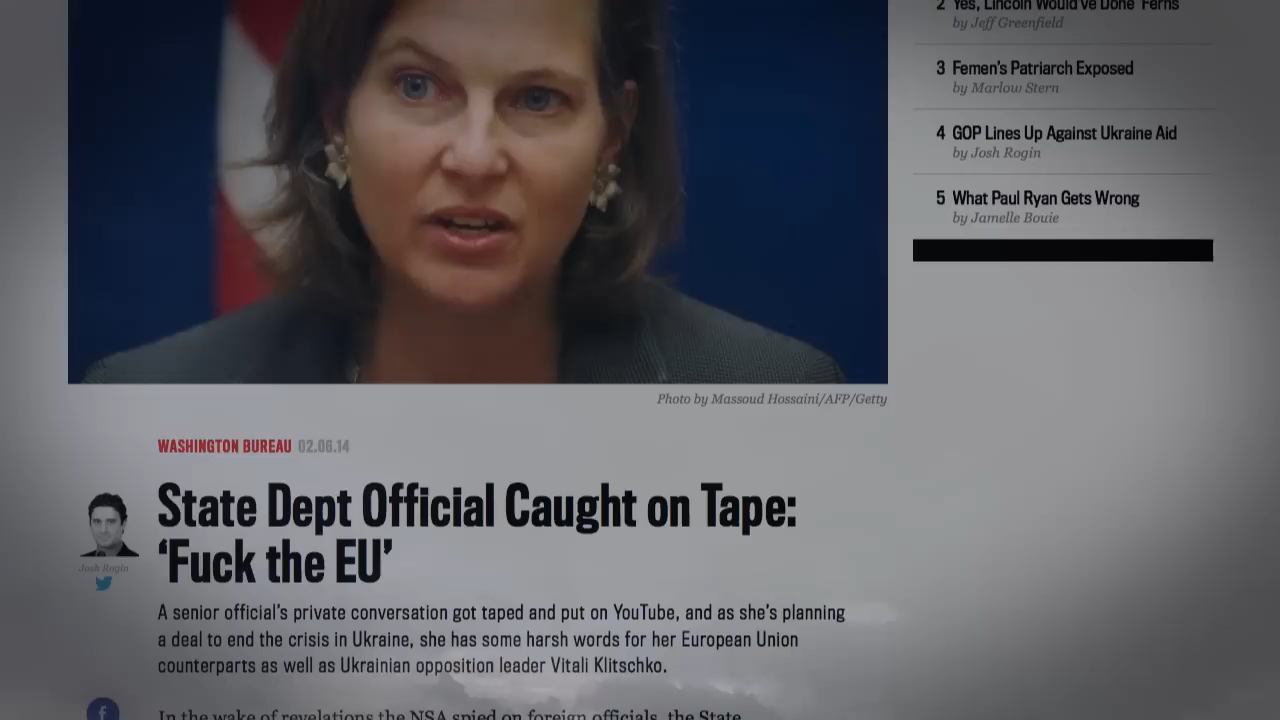 2 Yes, Lincoln Would've Done 'Ferns'
by Jeff Greenfield
3 Femen's Patriarch Exposed
by Marlow Stern
4 GOP Lines Up Against Ukraine Aid
by Josh Rogin
5 What Paul Ryan Gets Wrong
by Jamelle Bouie
Photo by Massoud Hossaini/AFP/Getty
WASHINGTON BUREAU 02.06.14
State Dept Official Caught on Tape:
‘Fuck the EU’
Josh Rogin
A senior official's private conversation got taped and put on YouTube, and as she's planning
a deal to end the crisis in Ukraine, she has some harsh words for her European Union
counterparts as well as Ukrainian opposition leader Vitali Klitschko.
f
In the wake of revelations the NSA spied on foreign officials, the State